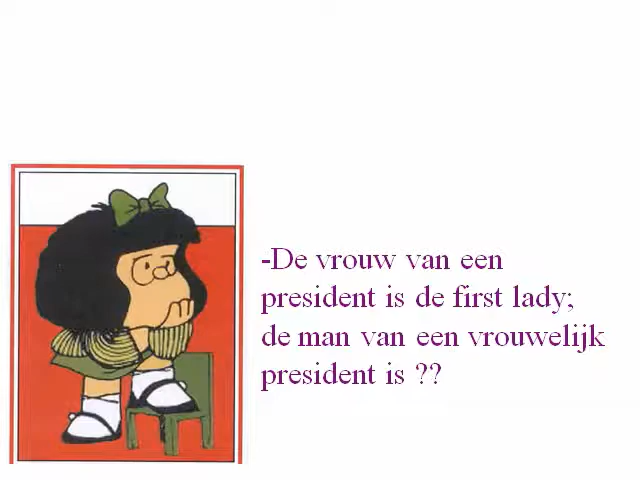 -De vrouw van een
president is de first lady;
de man van een vrouwelijk
president is ??